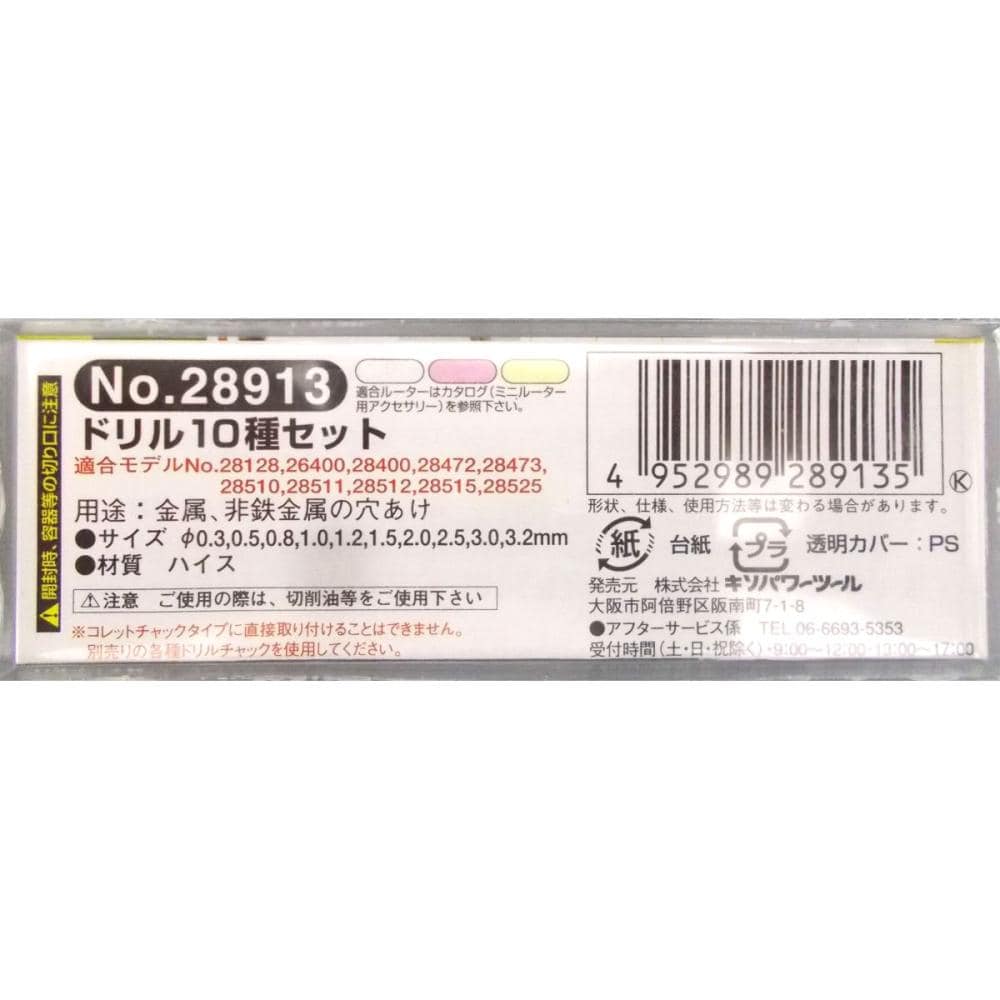 開封時、容器等の切り口に注意
No.28913
適合ルーターはカタログ(ミニルーター
用アクセサリー)を参照下さい。
ドリル10種セット
適合モデルNo.28128,26400,28400,28472,28473,
28510,28511,28512,28515,28525
用途：金属、非鉄金属の穴あけ
●サイズ φ0.3,0.5,0.8,1.0,1.2,1.5,2.0,2.5,3.0,3.2mm
●材質 ハイス
⚠注意 ご使用の際は、切削油等をご使用下さい
※コレットチャックタイプに直接取り付けることはできません。
別売りの各種ドリルチャックを使用してください。
4 952989 289135 K
形状、仕様、使用方法等は変わる場合があります。
紙 台紙 プラ 透明カバー：PS
発売元 株式会社 キソパワーツール
大阪市阿倍野区阪南町7-1-8
●アフターサービス係 TEL 06-6693-5353
受付時間(土・日・祝除く)・9:00〜12:00・13:00〜17:00